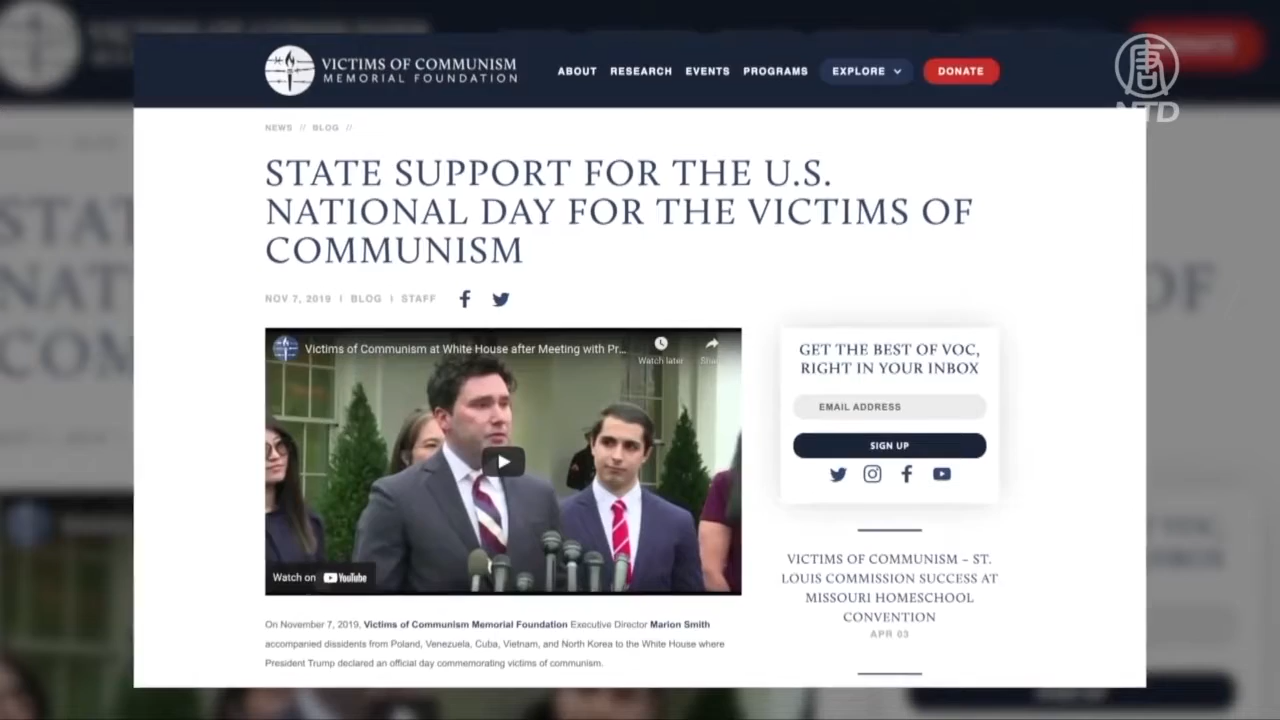 VICTIMS OF COMMUNISM
MEMORIAL FOUNDATION
ABOUT
RESEARCH
EVENTS
PROGRAMS
EXPLORE
DONATE
唐
NTD
NEWS // BLOG //
STATE SUPPORT FOR THE U.S.
NATIONAL DAY FOR THE VICTIMS OF
COMMUNISM
NOV 7, 2019 | BLOG | STAFF
Victims of Communism at White House after Meeting with Pr...
Watch later
Watch on YouTube
GET THE BEST OF VOC,
RIGHT IN YOUR INBOX
EMAIL ADDRESS
SIGN UP
VICTIMS OF COMMUNISM – ST.
LOUIS COMMISSION SUCCESS AT
MISSOURI HOMESCHOOL
CONVENTION
APR 03
On November 7, 2019, Victims of Communism Memorial Foundation Executive Director Marion Smith
accompanied dissidents from Poland, Venezuela, Cuba, Vietnam, and North Korea to the White House where
President Trump declared an official day commemorating victims of communism.